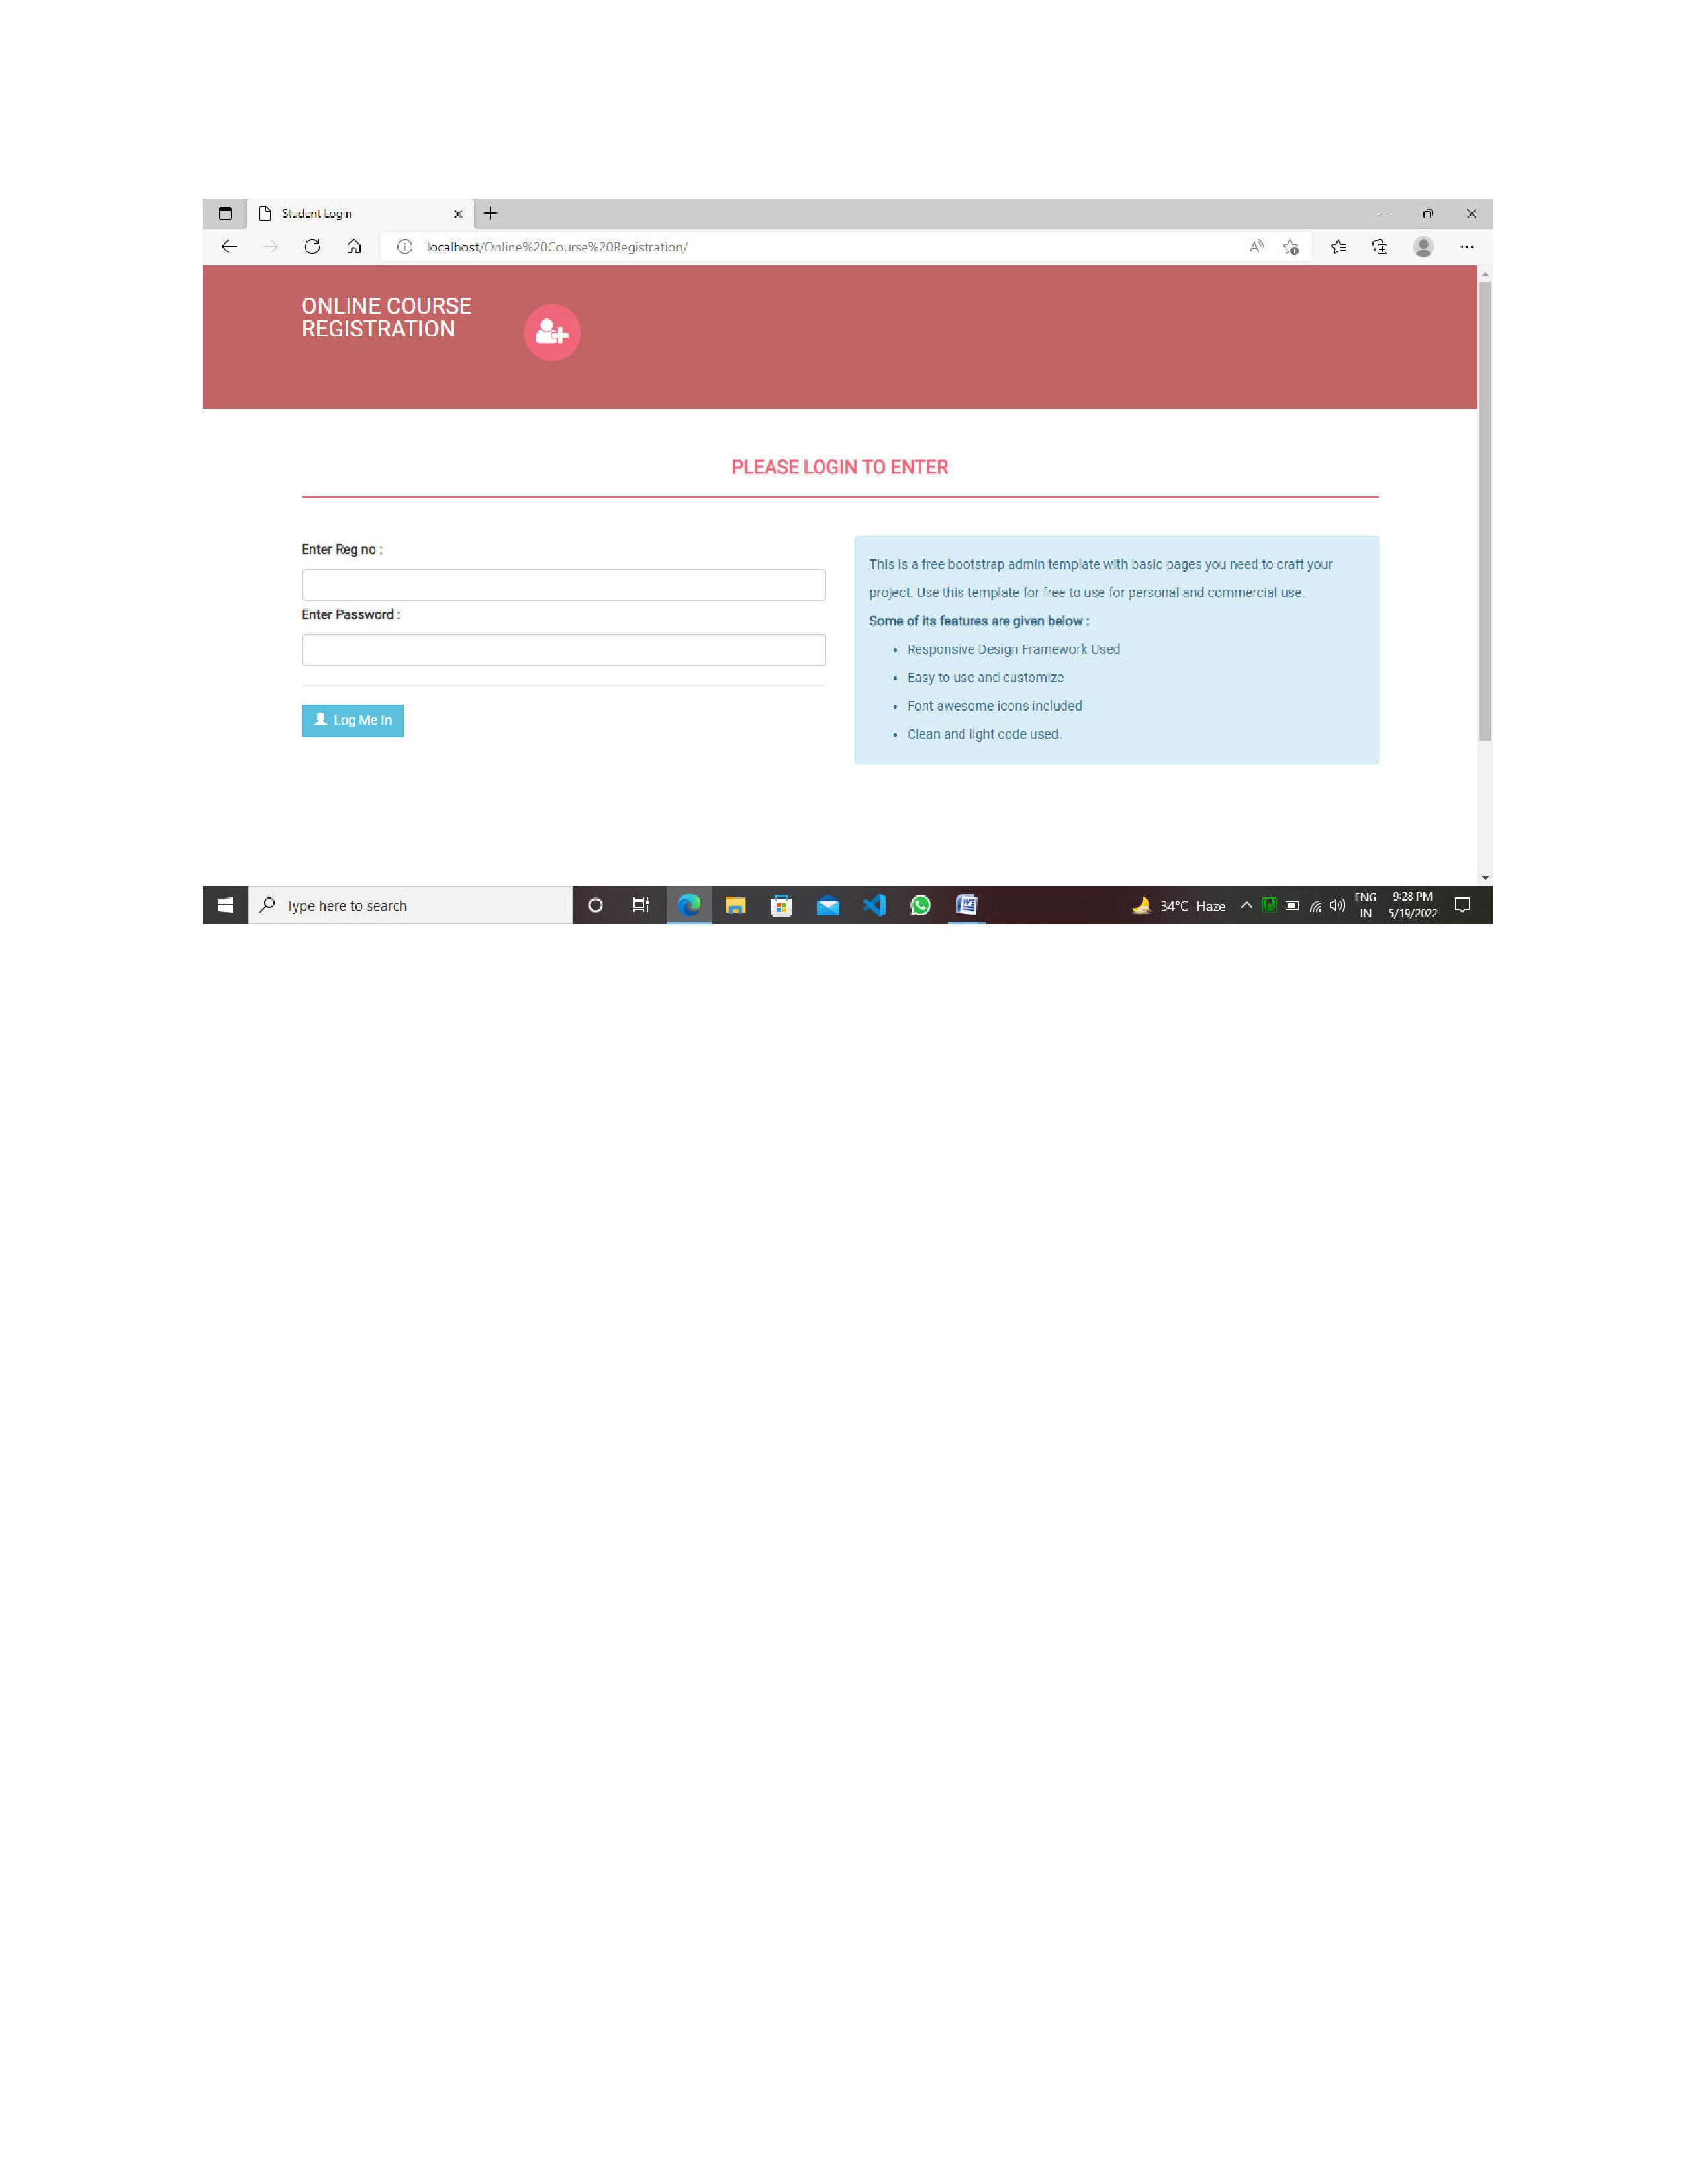 Student Login
localhost/Online%20Course%20Registration/
ONLINE COURSE
REGISTRATION
PLEASE LOGIN TO ENTER
Enter Reg no :
Enter Password :
Log Me In
This is a free bootstrap admin template with basic pages you need to craft your
project. Use this template for free to use for personal and commercial use.
Some of its features are given below :
• Responsive Design Framework Used
• Easy to use and customize
• Font awesome icons included
• Clean and light code used.
Type here to search
34°C Haze
ENG
IN
9:28 PM
5/19/2022